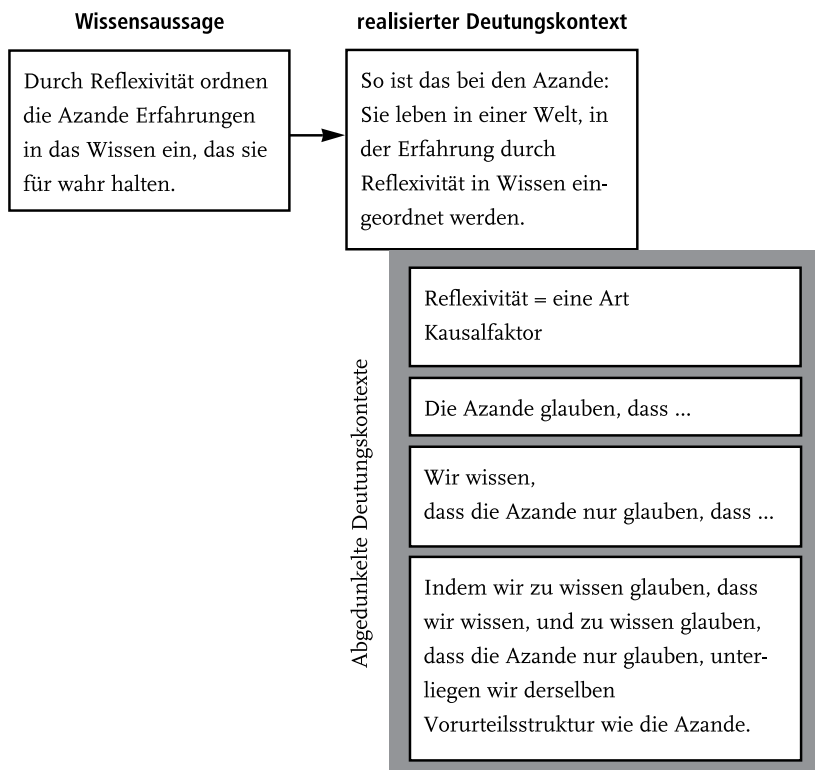 Wissensaussage
realisierter Deutungskontext
Durch Reflexivität ordnen
die Azande Erfahrungen
in das Wissen ein, das sie
für wahr halten.
So ist das bei den Azande:
Sie leben in einer Welt, in
der Erfahrung durch
Reflexivität in Wissen ein-
geordnet werden.
Abgedunkelte Deutungskontexte
Reflexivität = eine Art
Kausalfaktor
Die Azande glauben, dass ...
Wir wissen,
dass die Azande nur glauben, dass ...
Indem wir zu wissen glauben, dass
wir wissen, und zu wissen glauben,
dass die Azande nur glauben, unter-
liegen wir derselben
Vorurteilsstruktur wie die Azande.